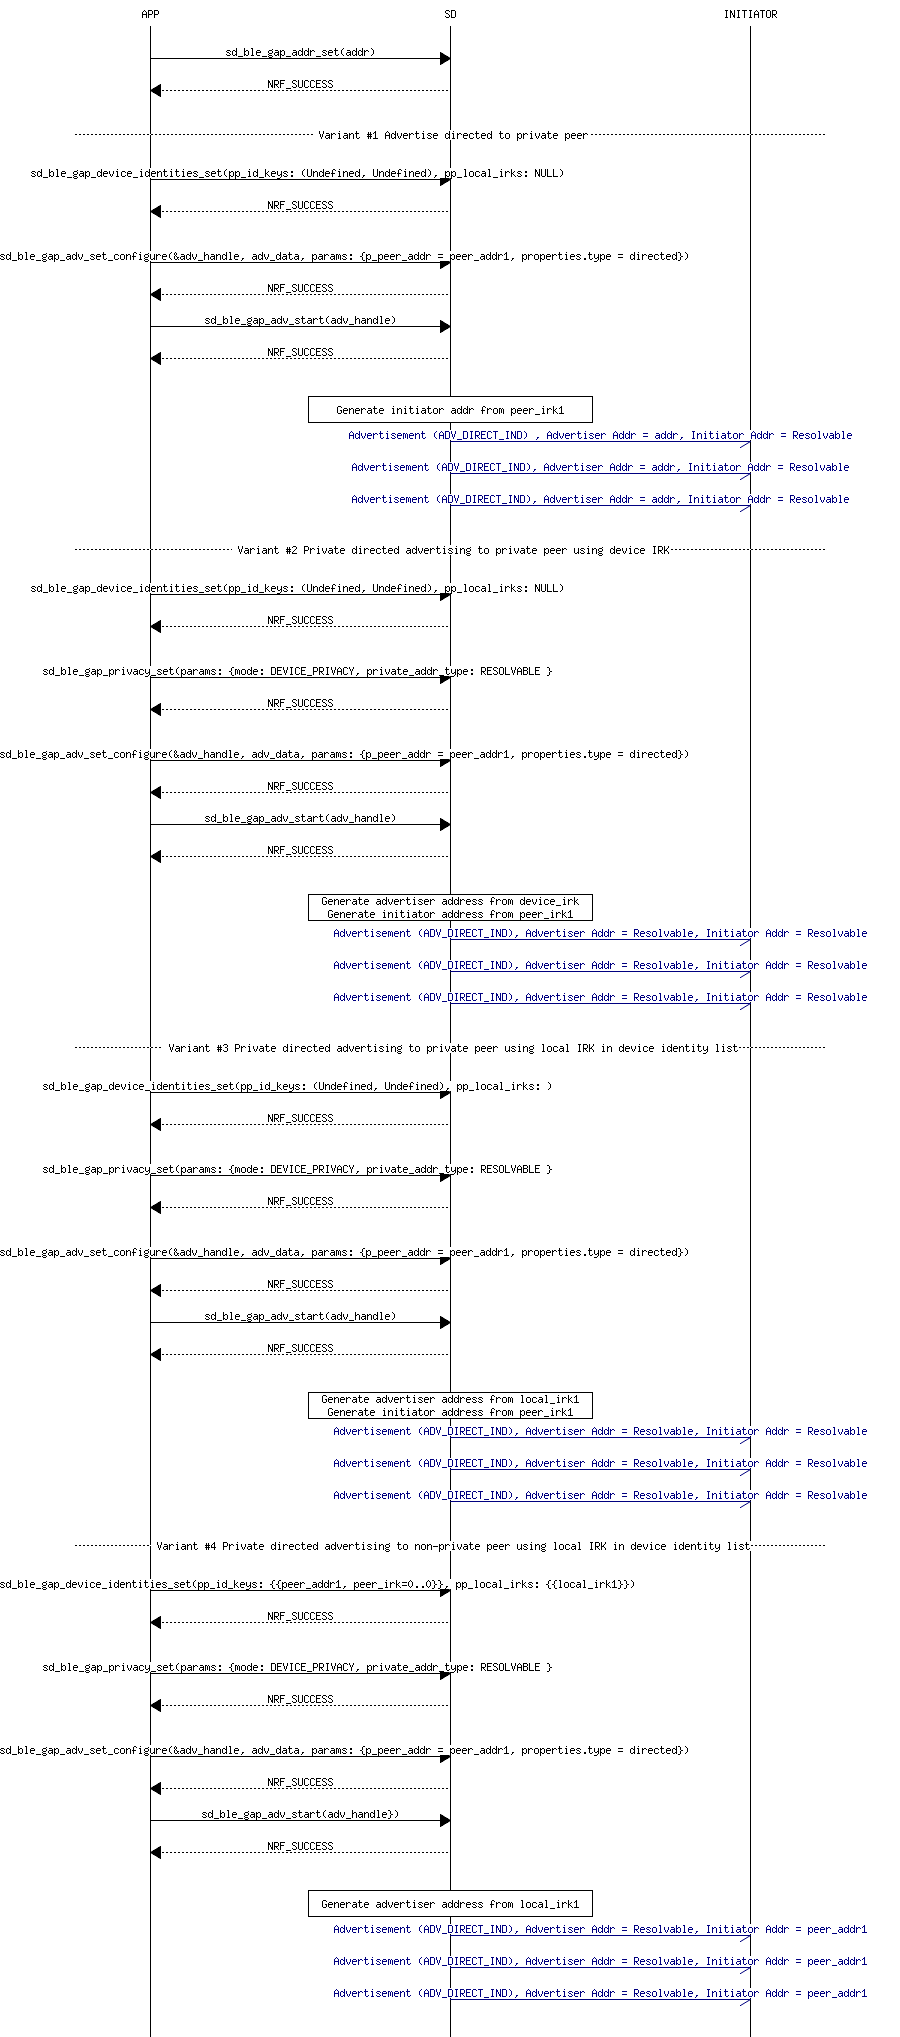 APP SD INITIATOR
sd_ble_gap_addr_set(addr)
NRF_SUCCESS
Variant #1 Advertise directed to private peer
sd_ble_gap_device_identities_set(pp_id_keys: (Undefined, Undefined), pp_local_irks: NULL)
NRF_SUCCESS
sd_ble_gap_adv_set_configure(&adv_handle, adv_data, params: {p_peer_addr = peer_addr1, properties.type = directed})
NRF_SUCCESS
sd_ble_gap_adv_start(adv_handle)
NRF_SUCCESS
Generate initiator addr from peer_irk1
Advertisement (ADV_DIRECT_IND) , Advertiser Addr = addr, Initiator Addr = Resolvable
Advertisement (ADV_DIRECT_IND), Advertiser Addr = addr, Initiator Addr = Resolvable
Advertisement (ADV_DIRECT_IND), Advertiser Addr = addr, Initiator Addr = Resolvable
Variant #2 Private directed advertising to private peer using device IRK
sd_ble_gap_device_identities_set(pp_id_keys: (Undefined, Undefined), pp_local_irks: NULL)
NRF_SUCCESS
sd_ble_gap_privacy_set(params: {mode: DEVICE_PRIVACY, private_addr_type: RESOLVABLE }
NRF_SUCCESS
sd_ble_gap_adv_set_configure(&adv_handle, adv_data, params: {p_peer_addr = peer_addr1, properties.type = directed})
NRF_SUCCESS
sd_ble_gap_adv_start(adv_handle)
NRF_SUCCESS
Generate advertiser address from device_irk
Generate initiator address from peer_irk1
Advertisement (ADV_DIRECT_IND), Advertiser Addr = Resolvable, Initiator Addr = Resolvable
Advertisement (ADV_DIRECT_IND), Advertiser Addr = Resolvable, Initiator Addr = Resolvable
Advertisement (ADV_DIRECT_IND), Advertiser Addr = Resolvable, Initiator Addr = Resolvable
Variant #3 Private directed advertising to private peer using local IRK in device identity list
sd_ble_gap_device_identities_set(pp_id_keys: (Undefined, Undefined), pp_local_irks: )
NRF_SUCCESS
sd_ble_gap_privacy_set(params: {mode: DEVICE_PRIVACY, private_addr_type: RESOLVABLE }
NRF_SUCCESS
sd_ble_gap_adv_set_configure(&adv_handle, adv_data, params: {p_peer_addr = peer_addr1, properties.type = directed})
NRF_SUCCESS
sd_ble_gap_adv_start(adv_handle)
NRF_SUCCESS
Generate advertiser address from local_irk1
Generate initiator address from peer_irk1
Advertisement (ADV_DIRECT_IND), Advertiser Addr = Resolvable, Initiator Addr = Resolvable
Advertisement (ADV_DIRECT_IND), Advertiser Addr = Resolvable, Initiator Addr = Resolvable
Advertisement (ADV_DIRECT_IND), Advertiser Addr = Resolvable, Initiator Addr = Resolvable
Variant #4 Private directed advertising to non-private peer using local IRK in device identity list
sd_ble_gap_device_identities_set(pp_id_keys: {{peer_addr1, peer_irk=0..0}}, pp_local_irks: {{local_irk1}})
NRF_SUCCESS
sd_ble_gap_privacy_set(params: {mode: DEVICE_PRIVACY, private_addr_type: RESOLVABLE }
NRF_SUCCESS
sd_ble_gap_adv_set_configure(&adv_handle, adv_data, params: {p_peer_addr = peer_addr1, properties.type = directed})
NRF_SUCCESS
sd_ble_gap_adv_start(adv_handle})
NRF_SUCCESS
Generate advertiser address from local_irk1
Advertisement (ADV_DIRECT_IND), Advertiser Addr = Resolvable, Initiator Addr = peer_addr1
Advertisement (ADV_DIRECT_IND), Advertiser Addr = Resolvable, Initiator Addr = peer_addr1
Advertisement (ADV_DIRECT_IND), Advertiser Addr = Resolvable, Initiator Addr = peer_addr1